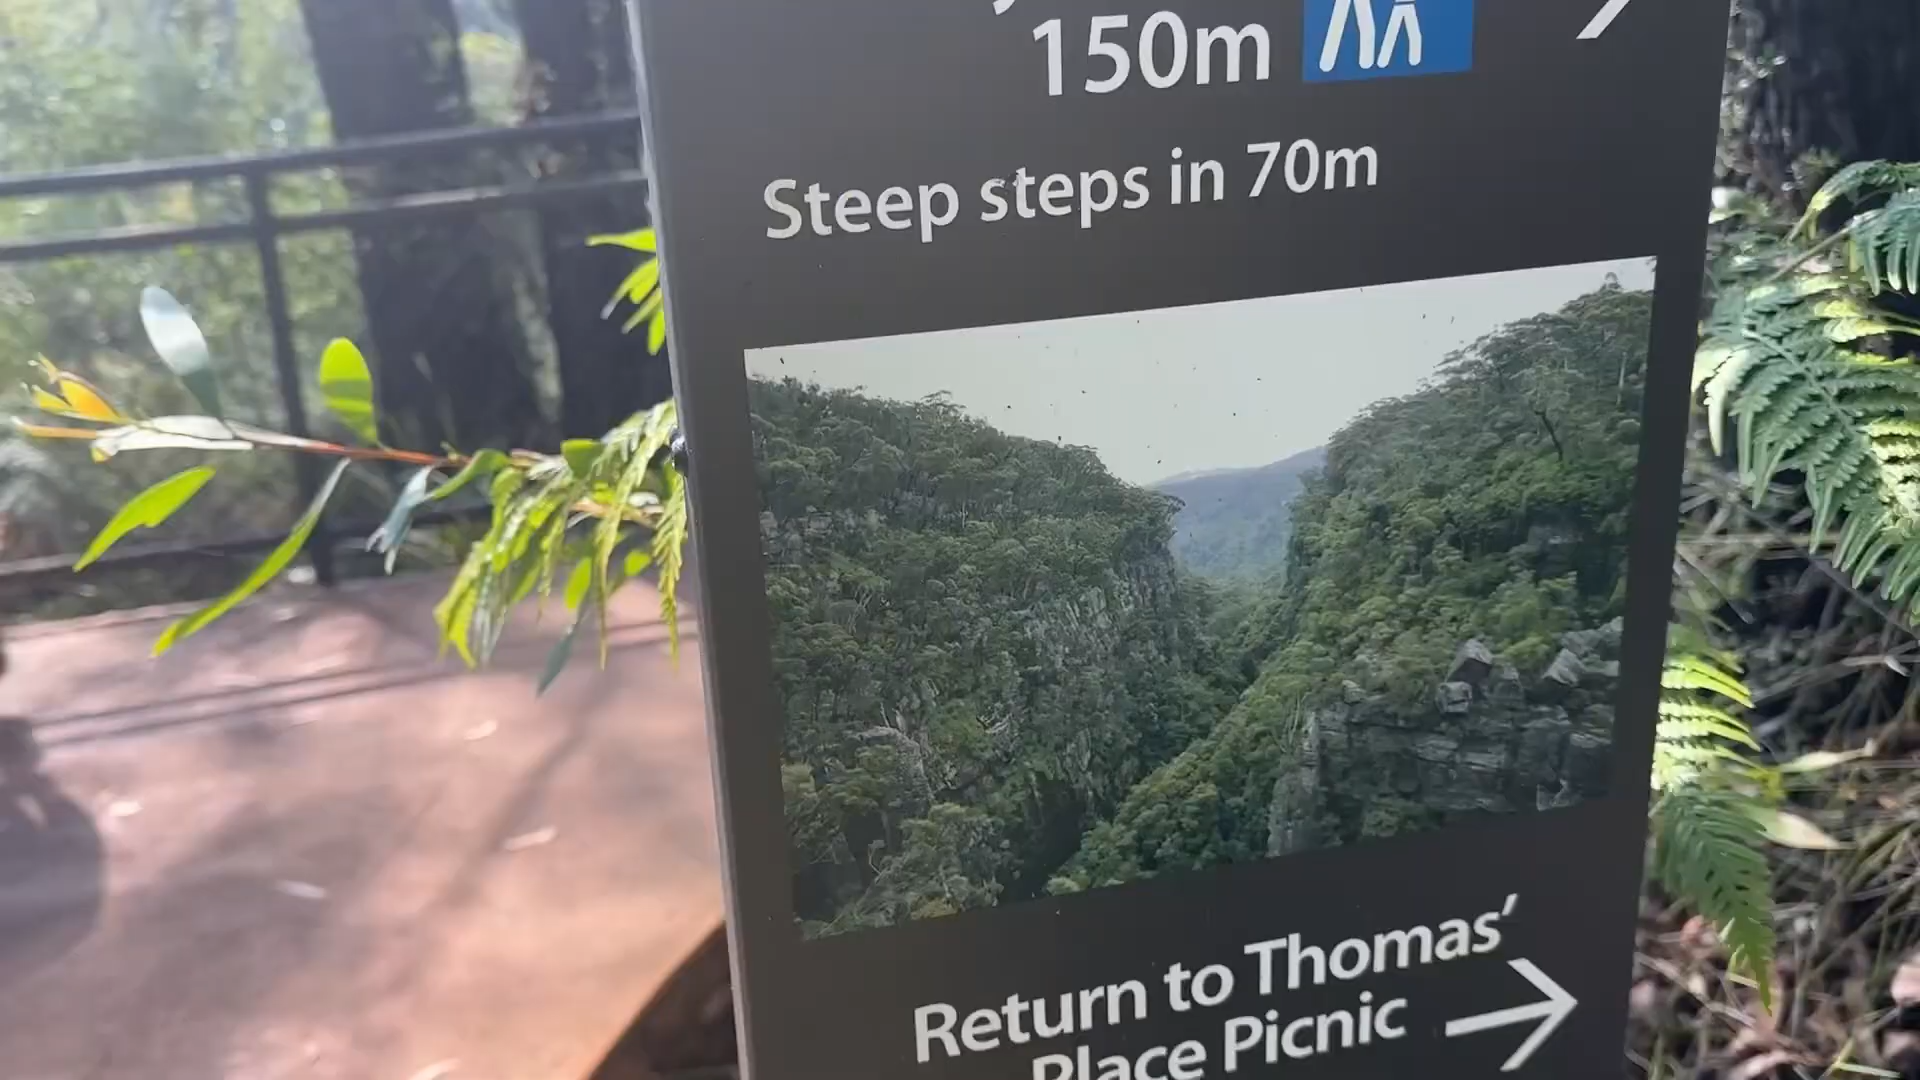 150m
Steep steps in 70m
Return to Thomas’
Place Picnic